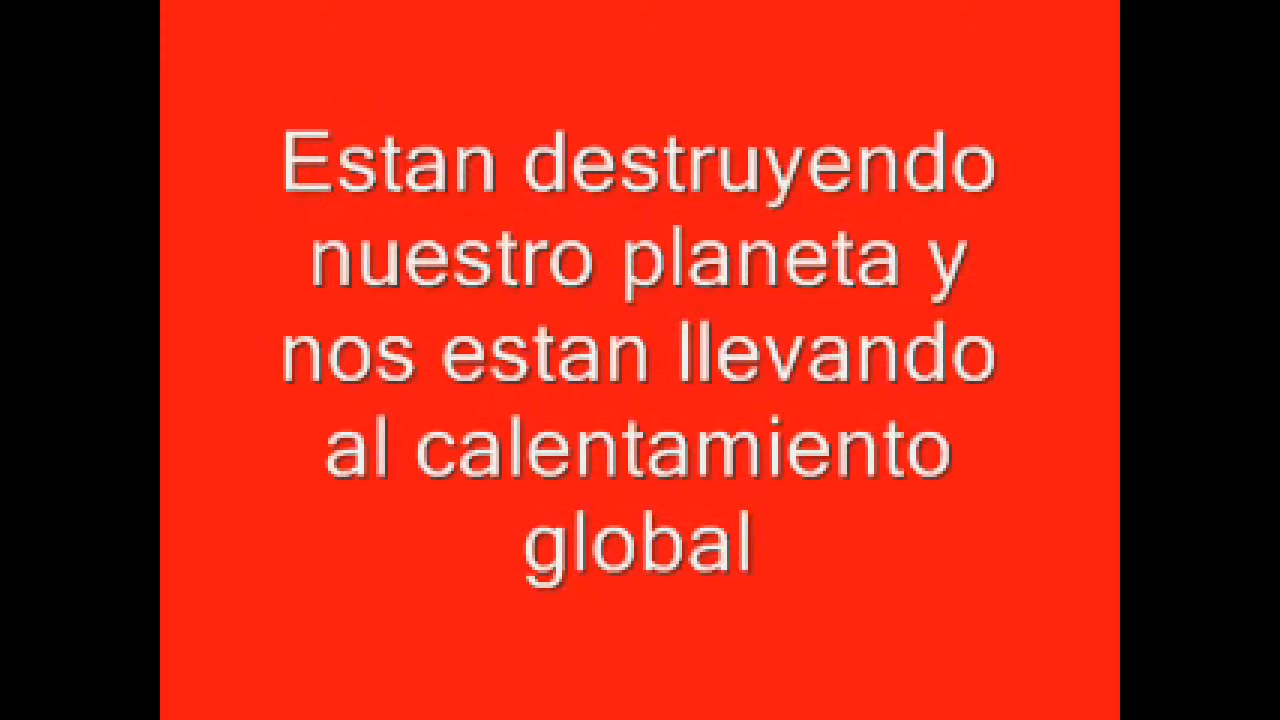 Estan destruyendo
nuestro planeta y
nos estan llevando
al calentamiento
global